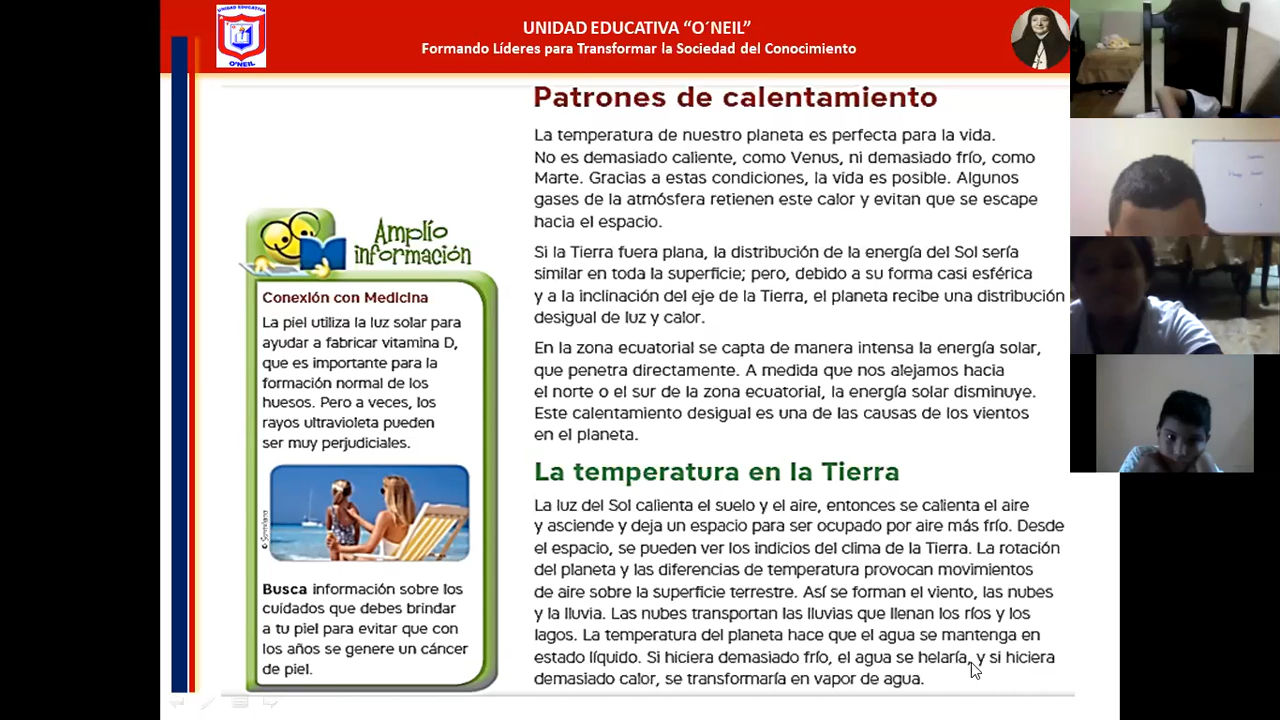 UNIDAD EDUCATIVA
O´NEIL
UNIDAD EDUCATIVA “O´NEIL”
Formando Líderes para Transformar la Sociedad del Conocimiento
Patrones de calentamiento
La temperatura de nuestro planeta es perfecta para la vida.
No es demasiado caliente, como Venus, ni demasiado frío, como
Marte. Gracias a estas condiciones, la vida es posible. Algunos
gases de la atmósfera retienen este calor y evitan que se escape
hacia el espacio.
Si la Tierra fuera plana, la distribución de la energía del Sol sería
similar en toda la superficie; pero, debido a su forma casi esférica
y a la inclinación del eje de la Tierra, el planeta recibe una distribución
desigual de luz y calor.
En la zona ecuatorial se capta de manera intensa la energía solar,
que penetra directamente. A medida que nos alejamos hacia
el norte o el sur de la zona ecuatorial, la energía solar disminuye.
Este calentamiento desigual es una de las causas de los vientos
en el planeta.
La temperatura en la Tierra
La luz del Sol calienta el suelo y el aire, entonces se calienta el aire
y asciende y deja un espacio para ser ocupado por aire más frío. Desde
el espacio, se pueden ver los indicios del clima de la Tierra. La rotación
del planeta y las diferencias de temperatura provocan movimientos
de aire sobre la superficie terrestre. Así se forman el viento, las nubes
y la lluvia. Las nubes transportan las lluvias que llenan los ríos y los
lagos. La temperatura del planeta hace que el agua se mantenga en
estado líquido. Si hiciera demasiado frío, el agua se helaría, y si hiciera
demasiado calor, se transformaría en vapor de agua.
Amplío
información
Conexión con Medicina
La piel utiliza la luz solar para
ayudar a fabricar vitamina D,
que es importante para la
formación normal de los
huesos. Pero a veces, los
rayos ultravioleta pueden
ser muy perjudiciales.
© Santillana
Busca información sobre los
cuidados que debes brindar
a tu piel para evitar que con
los años se genere un cáncer
de piel.